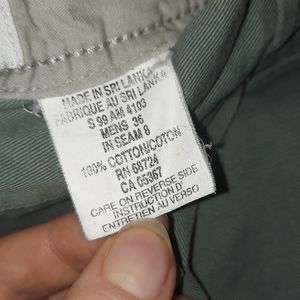 MADE IN SRI LANKA
FABRIQUE AU SRI LANKA
S 99 AM 4103
MENS 36
IN SEAM 8
100% COTTON/COTON
RN 69724
CA 05367
CARE ON REVERSE SIDE
INSTRUCTION D'
ENTRETIEN AU VERSO